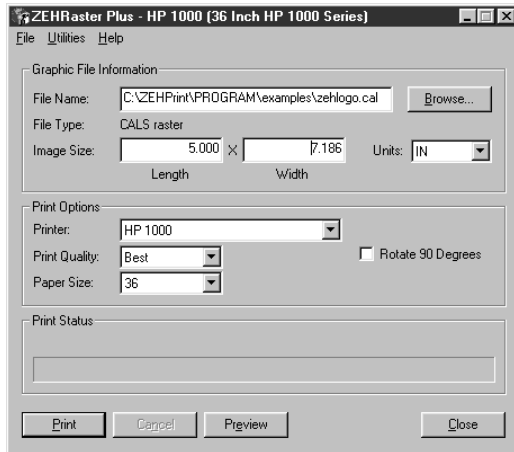 ZEHRaster Plus - HP 1000 (36 Inch HP 1000 Series)
File Utilities Help
Graphic File Information
File Name: C:\ZEHPrint\PROGRAM\examples\zehlogo.cal Browse...
File Type: CALS raster
Image Size: 5.000 X 7.186 Units: IN
Length Width
Print Options
Printer: HP 1000
Print Quality: Best Rotate 90 Degrees
Paper Size: 36
Print Status
Print Cancel Preview Close